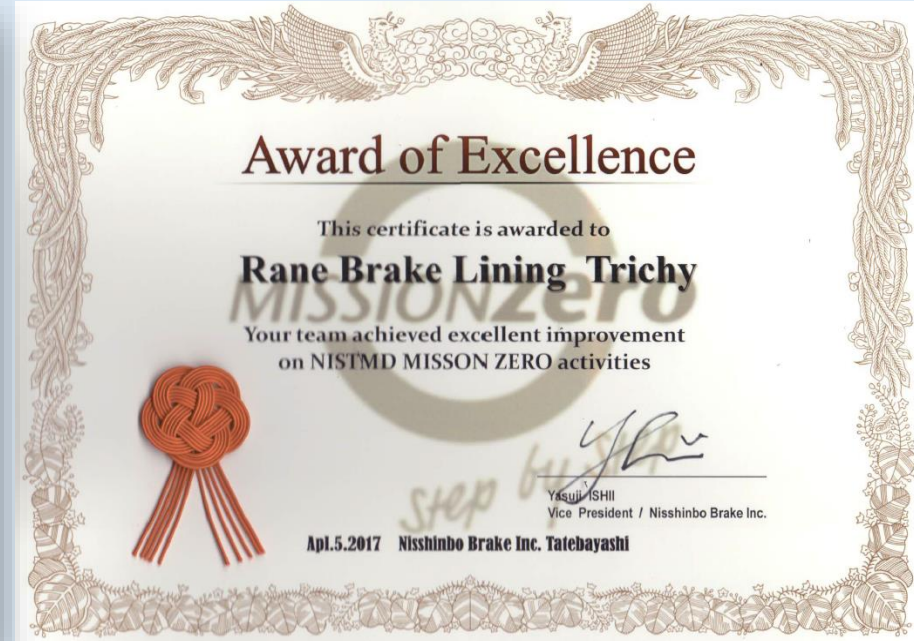 Award of Excellence
This certificate is awarded to
Rane Brake Lining Trichy
MISSIONzero
Your team achieved excellent improvement
on NISTMD MISSON ZERO activities
step by step
Yasuji ISHII
Vice President / Nisshinbo Brake Inc.
Apl.5.2017 Nisshinbo Brake Inc. Tatebayashi